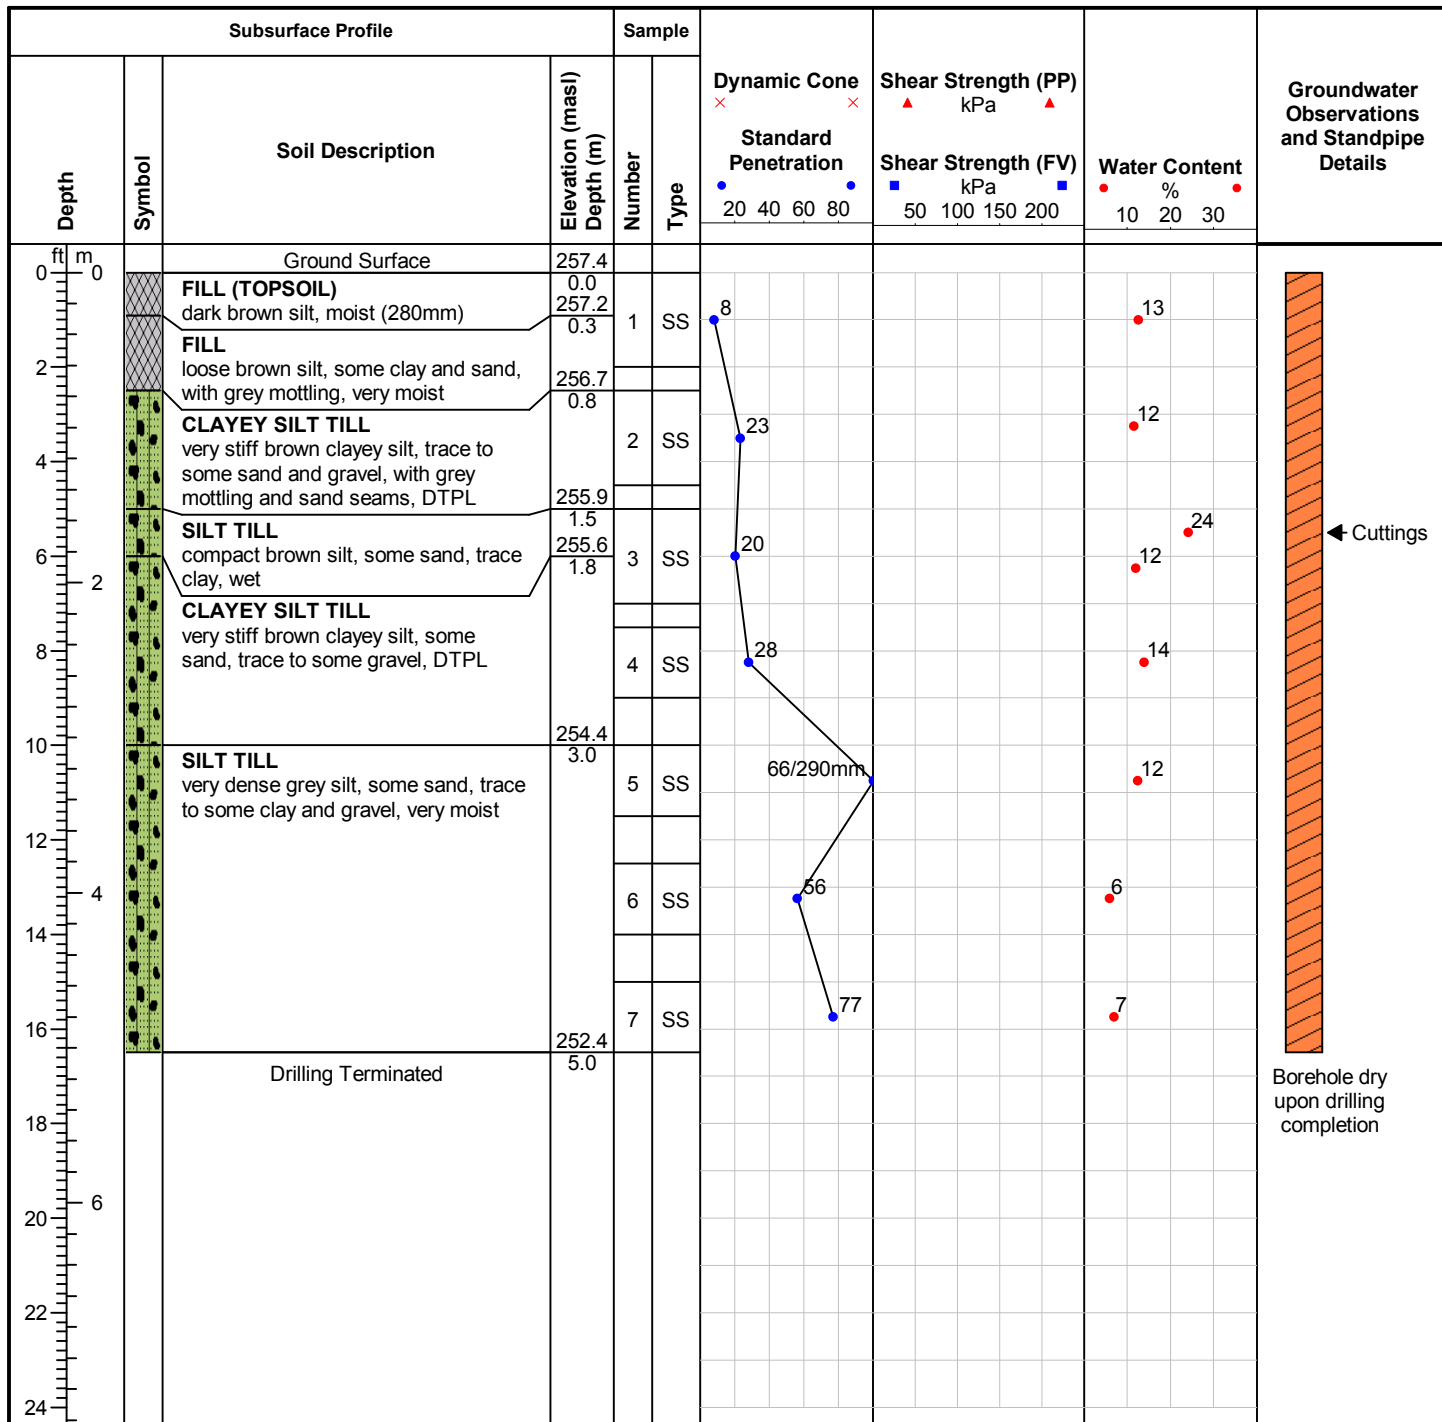 Subsurface Profile
Sample
Depth
Symbol
Soil Description
Elevation (masl)
Depth (m)
Number
Type
Dynamic Cone
Standard
Penetration
20 40 60 80
Shear Strength (PP)
kPa
Shear Strength (FV)
kPa
50 100 150 200
Water Content
%
10 20 30
Groundwater
Observations
and Standpipe
Details
ft m
0 0
2
4
6
2
8
10
12
4
14
16
18
6
20
22
24
Ground Surface
257.4
0.0
FILL (TOPSOIL)
dark brown silt, moist (280mm)
257.2
0.3
FILL
loose brown silt, some clay and sand,
with grey mottling, very moist
256.7
0.8
CLAYEY SILT TILL
very stiff brown clayey silt, trace to
some sand and gravel, with grey
mottling and sand seams, DTPL
255.9
1.5
SILT TILL
compact brown silt, some sand, trace
clay, wet
255.6
1.8
CLAYEY SILT TILL
very stiff brown clayey silt, some
sand, trace to some gravel, DTPL
254.4
3.0
SILT TILL
very dense grey silt, some sand, trace
to some clay and gravel, very moist
252.4
5.0
Drilling Terminated
1 SS
2 SS
3 SS
4 SS
5 SS
6 SS
7 SS
8
23
20
28
66/290mm
56
77
13
12
24
12
14
12
6
7
Cuttings
Borehole dry
upon drilling
completion